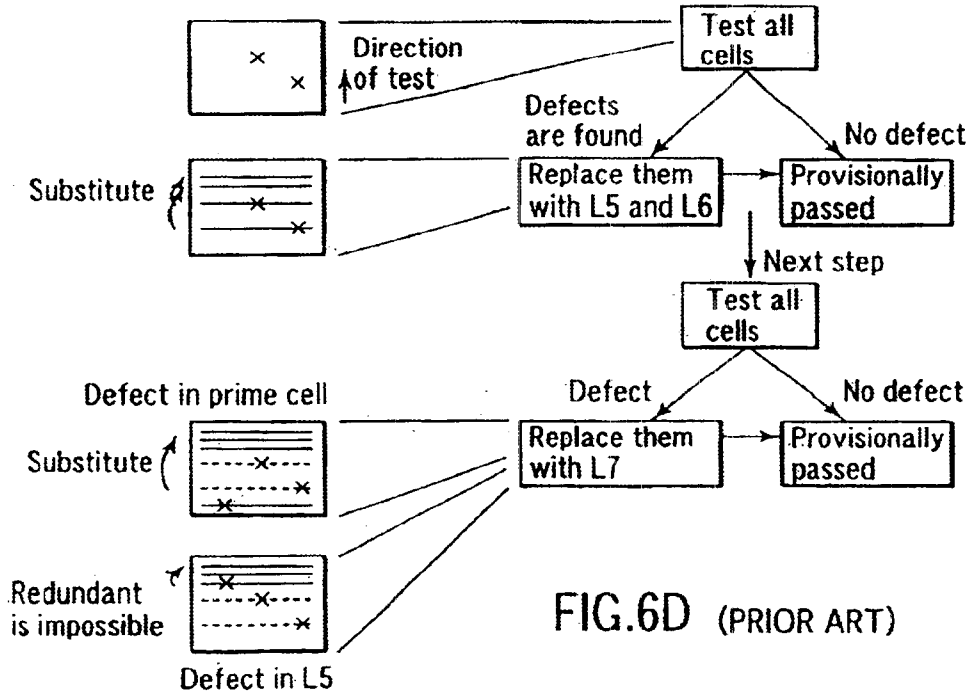 Test all
cells
Direction
of test
Defects
are found
No defect
Substitute
Replace them
with L5 and L6
Provisionally
passed
Next step
Test all
cells
Defect in prime cell
Defect
No defect
Substitute
Replace them
with L7
Provisionally
passed
Redundant
is impossible
Defect in L5
FIG.6D (PRIOR ART)